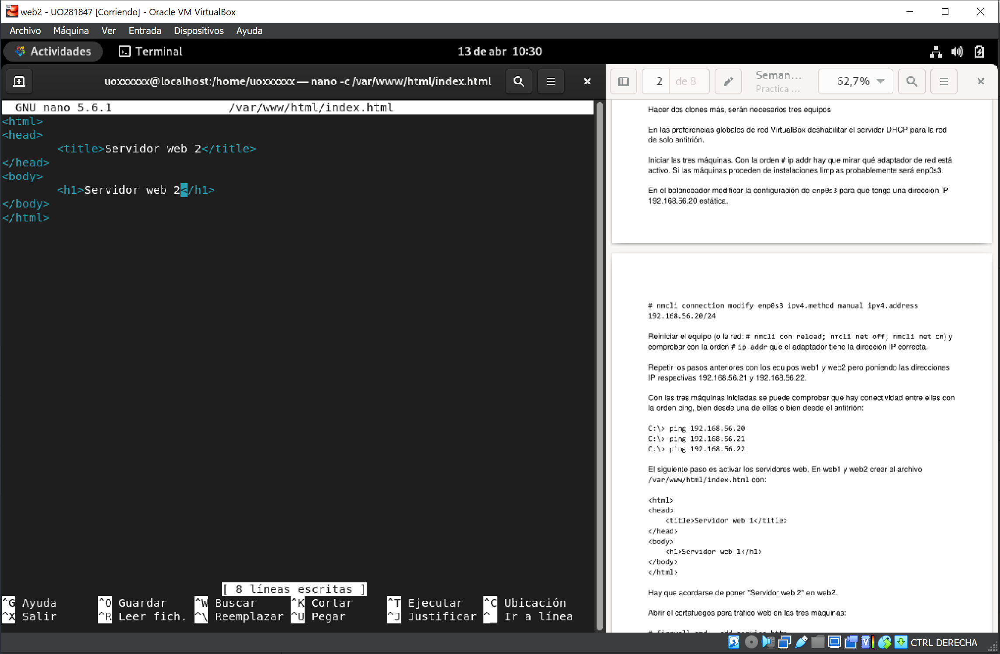 web2 - UO281847 [Corriendo] - Oracle VM VirtualBox
Archivo Máquina Ver Entrada Dispositivos Ayuda
Actividades Terminal 13 de abr 10:30
uoxxxxxx@localhost:/home/uoxxxxxx — nano -c /var/www/html/index.html
GNU nano 5.6.1 /var/www/html/index.html
<html>
<head>
<title>Servidor web 2</title>
</head>
<body>
<h1>Servidor web 2</h1>
</body>
</html>
[ 8 líneas escritas ]
^G Ayuda ^O Guardar ^W Buscar ^K Cortar ^T Ejecutar ^C Ubicación
^X Salir ^R Leer fich. ^\ Reemplazar ^U Pegar ^J Justificar ^_ Ir a línea
2 de 8 Seman... 62,7%
Practica ...
Hacer dos clones más, serán necesarios tres equipos.
En las preferencias globales de red VirtualBox deshabilitar el servidor DHCP para la red
de solo anfitrión.
Iniciar las tres máquinas. Con la orden # ip addr hay que mirar qué adaptador de red está
activo. Si las máquinas proceden de instalaciones limpias probablemente será enp0s3.
En el balanceador modificar la configuración de enp0s3 para que tenga una dirección IP
192.168.56.20 estática.
# nmcli connection modify enp0s3 ipv4.method manual ipv4.address
192.168.56.20/24
Reiniciar el equipo (o la red: # nmcli con reload; nmcli net off; nmcli net on) y
comprobar con la orden # ip addr que el adaptador tiene la dirección IP correcta.
Repetir los pasos anteriores con los equipos web1 y web2 pero poniendo las direcciones
IP respectivas 192.168.56.21 y 192.168.56.22.
Con las tres máquinas iniciadas se puede comprobar que hay conectividad entre ellas con
la orden ping, bien desde una de ellas o bien desde el anfitrión:
C:\> ping 192.168.56.20
C:\> ping 192.168.56.21
C:\> ping 192.168.56.22
El siguiente paso es activar los servidores web. En web1 y web2 crear el archivo
/var/www/html/index.html con:
<html>
<head>
<title>Servidor web 1</title>
</head>
<body>
<h1>Servidor web 1</h1>
</body>
</html>
Hay que acordarse de poner "Servidor web 2" en web2.
Abrir el cortafuegos para tráfico web en las tres máquinas:
CTRL DERECHA